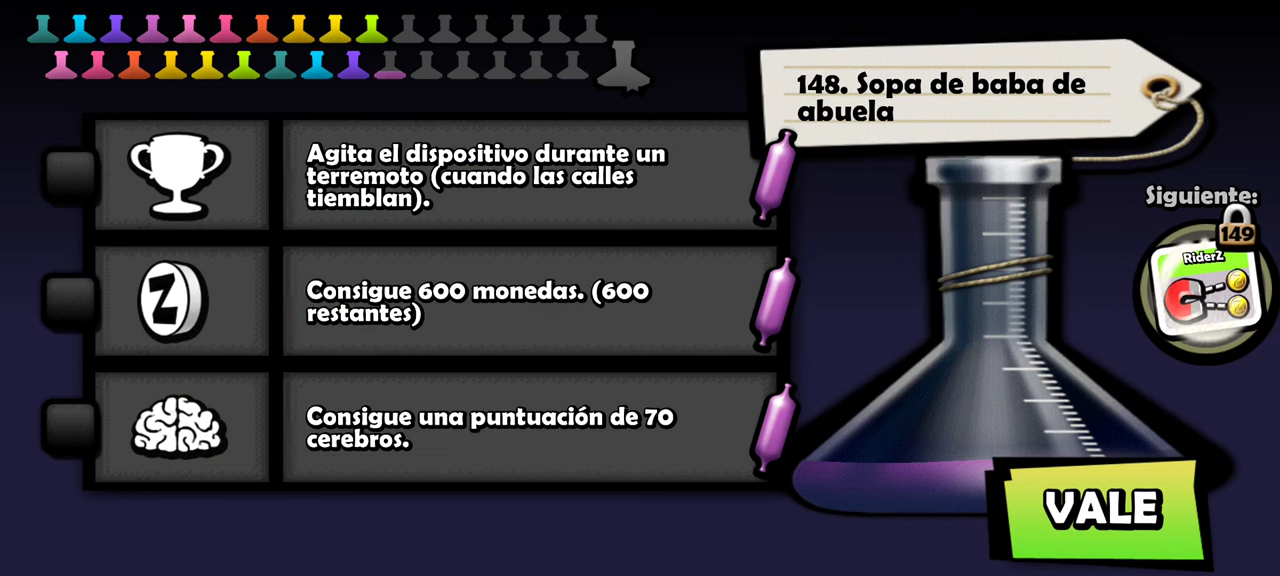 148. Sopa de baba de
abuela
Agita el dispositivo durante un
terremoto (cuando las calles
tiemblan).
Siguiente:
149
RiderZ
Z
Consigue 600 monedas. (600
restantes)
Consigue una puntuación de 70
cerebros.
VALE